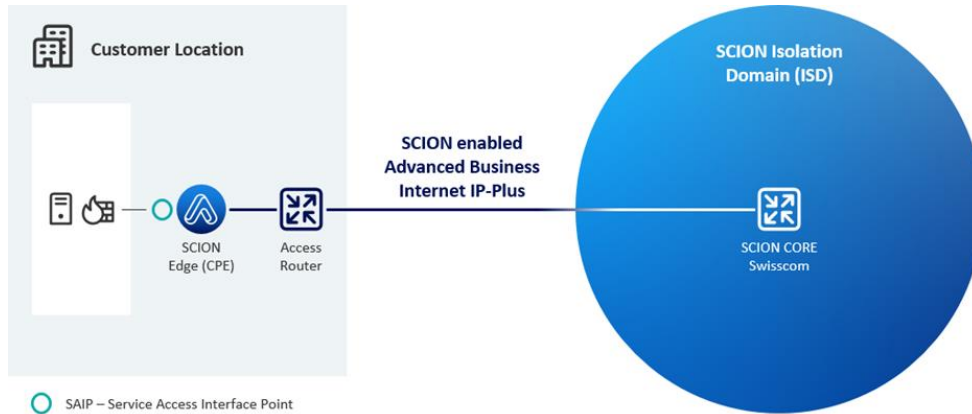 Customer Location
SCION Isolation
Domain (ISD)
SCION enabled
Advanced Business
Internet IP-Plus
SCION
Edge (CPE)
Access
Router
SCION CORE
Swisscom
SAIP – Service Access Interface Point